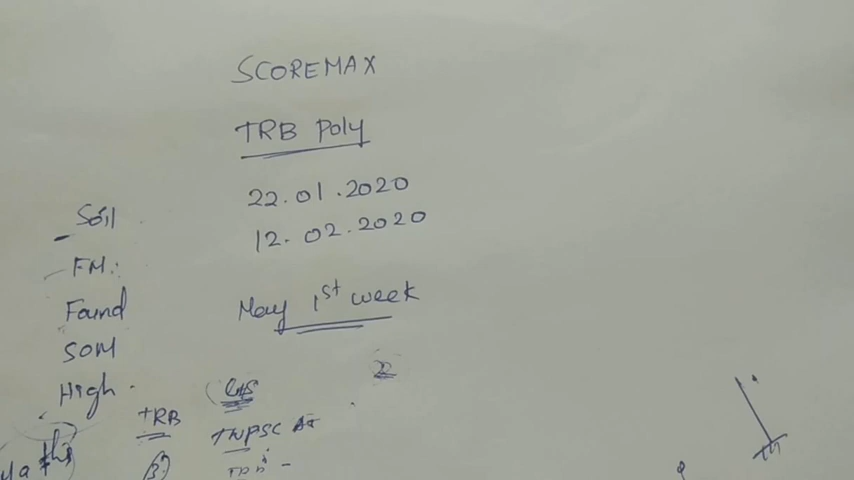 SCOREMAX
TRB Poly
22.01.2020
12.02.2020
May 1st week
Soil
FM
Found
SOM
High
TRB
TNPSC